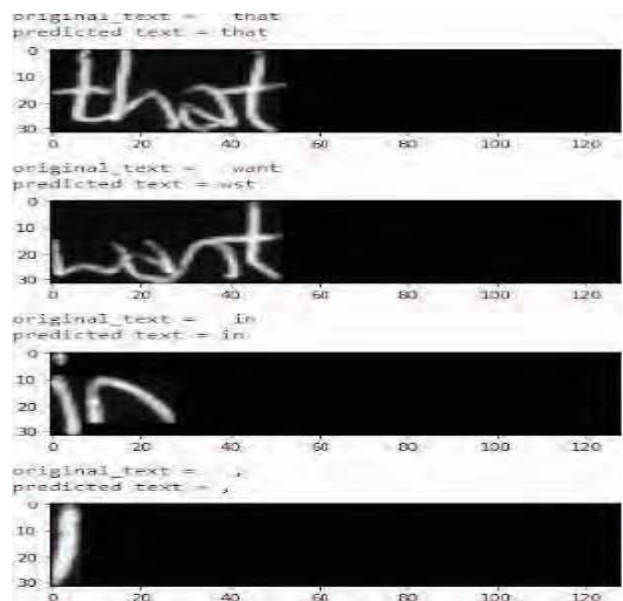 original_text = that
predicted text = that
0
10
20
30
that
0 20 40 60 80 100 120
original_text = want
predicted text = wst
0
10
20
30
want
0 20 40 60 80 100 120
original_text = in
predicted text = in
0
10
20
30
in
0 20 40 60 80 100 120
original_text = ,
predicted text = ,
0
10
20
30
,
0 20 40 60 80 100 120